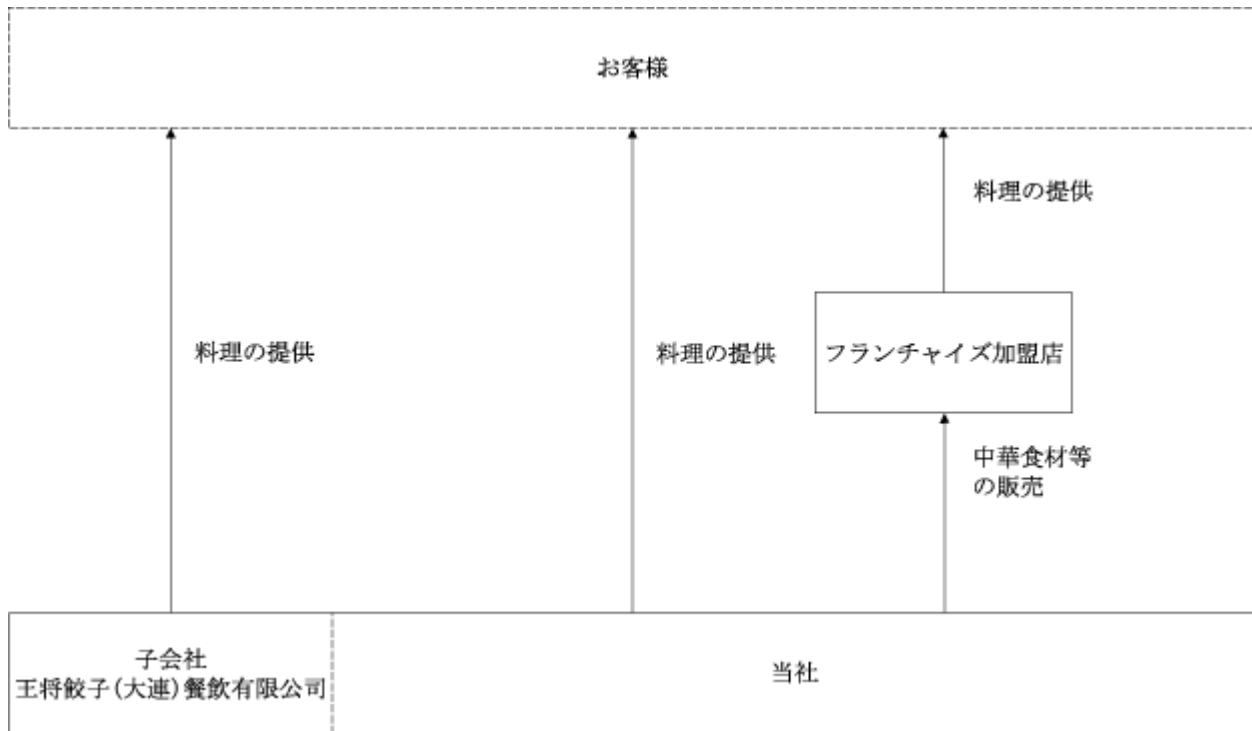 お客様
料理の提供
料理の提供
料理の提供
フランチャイズ加盟店
中華食材等
の販売
子会社
王将餃子(大連)餐飲有限公司
当社